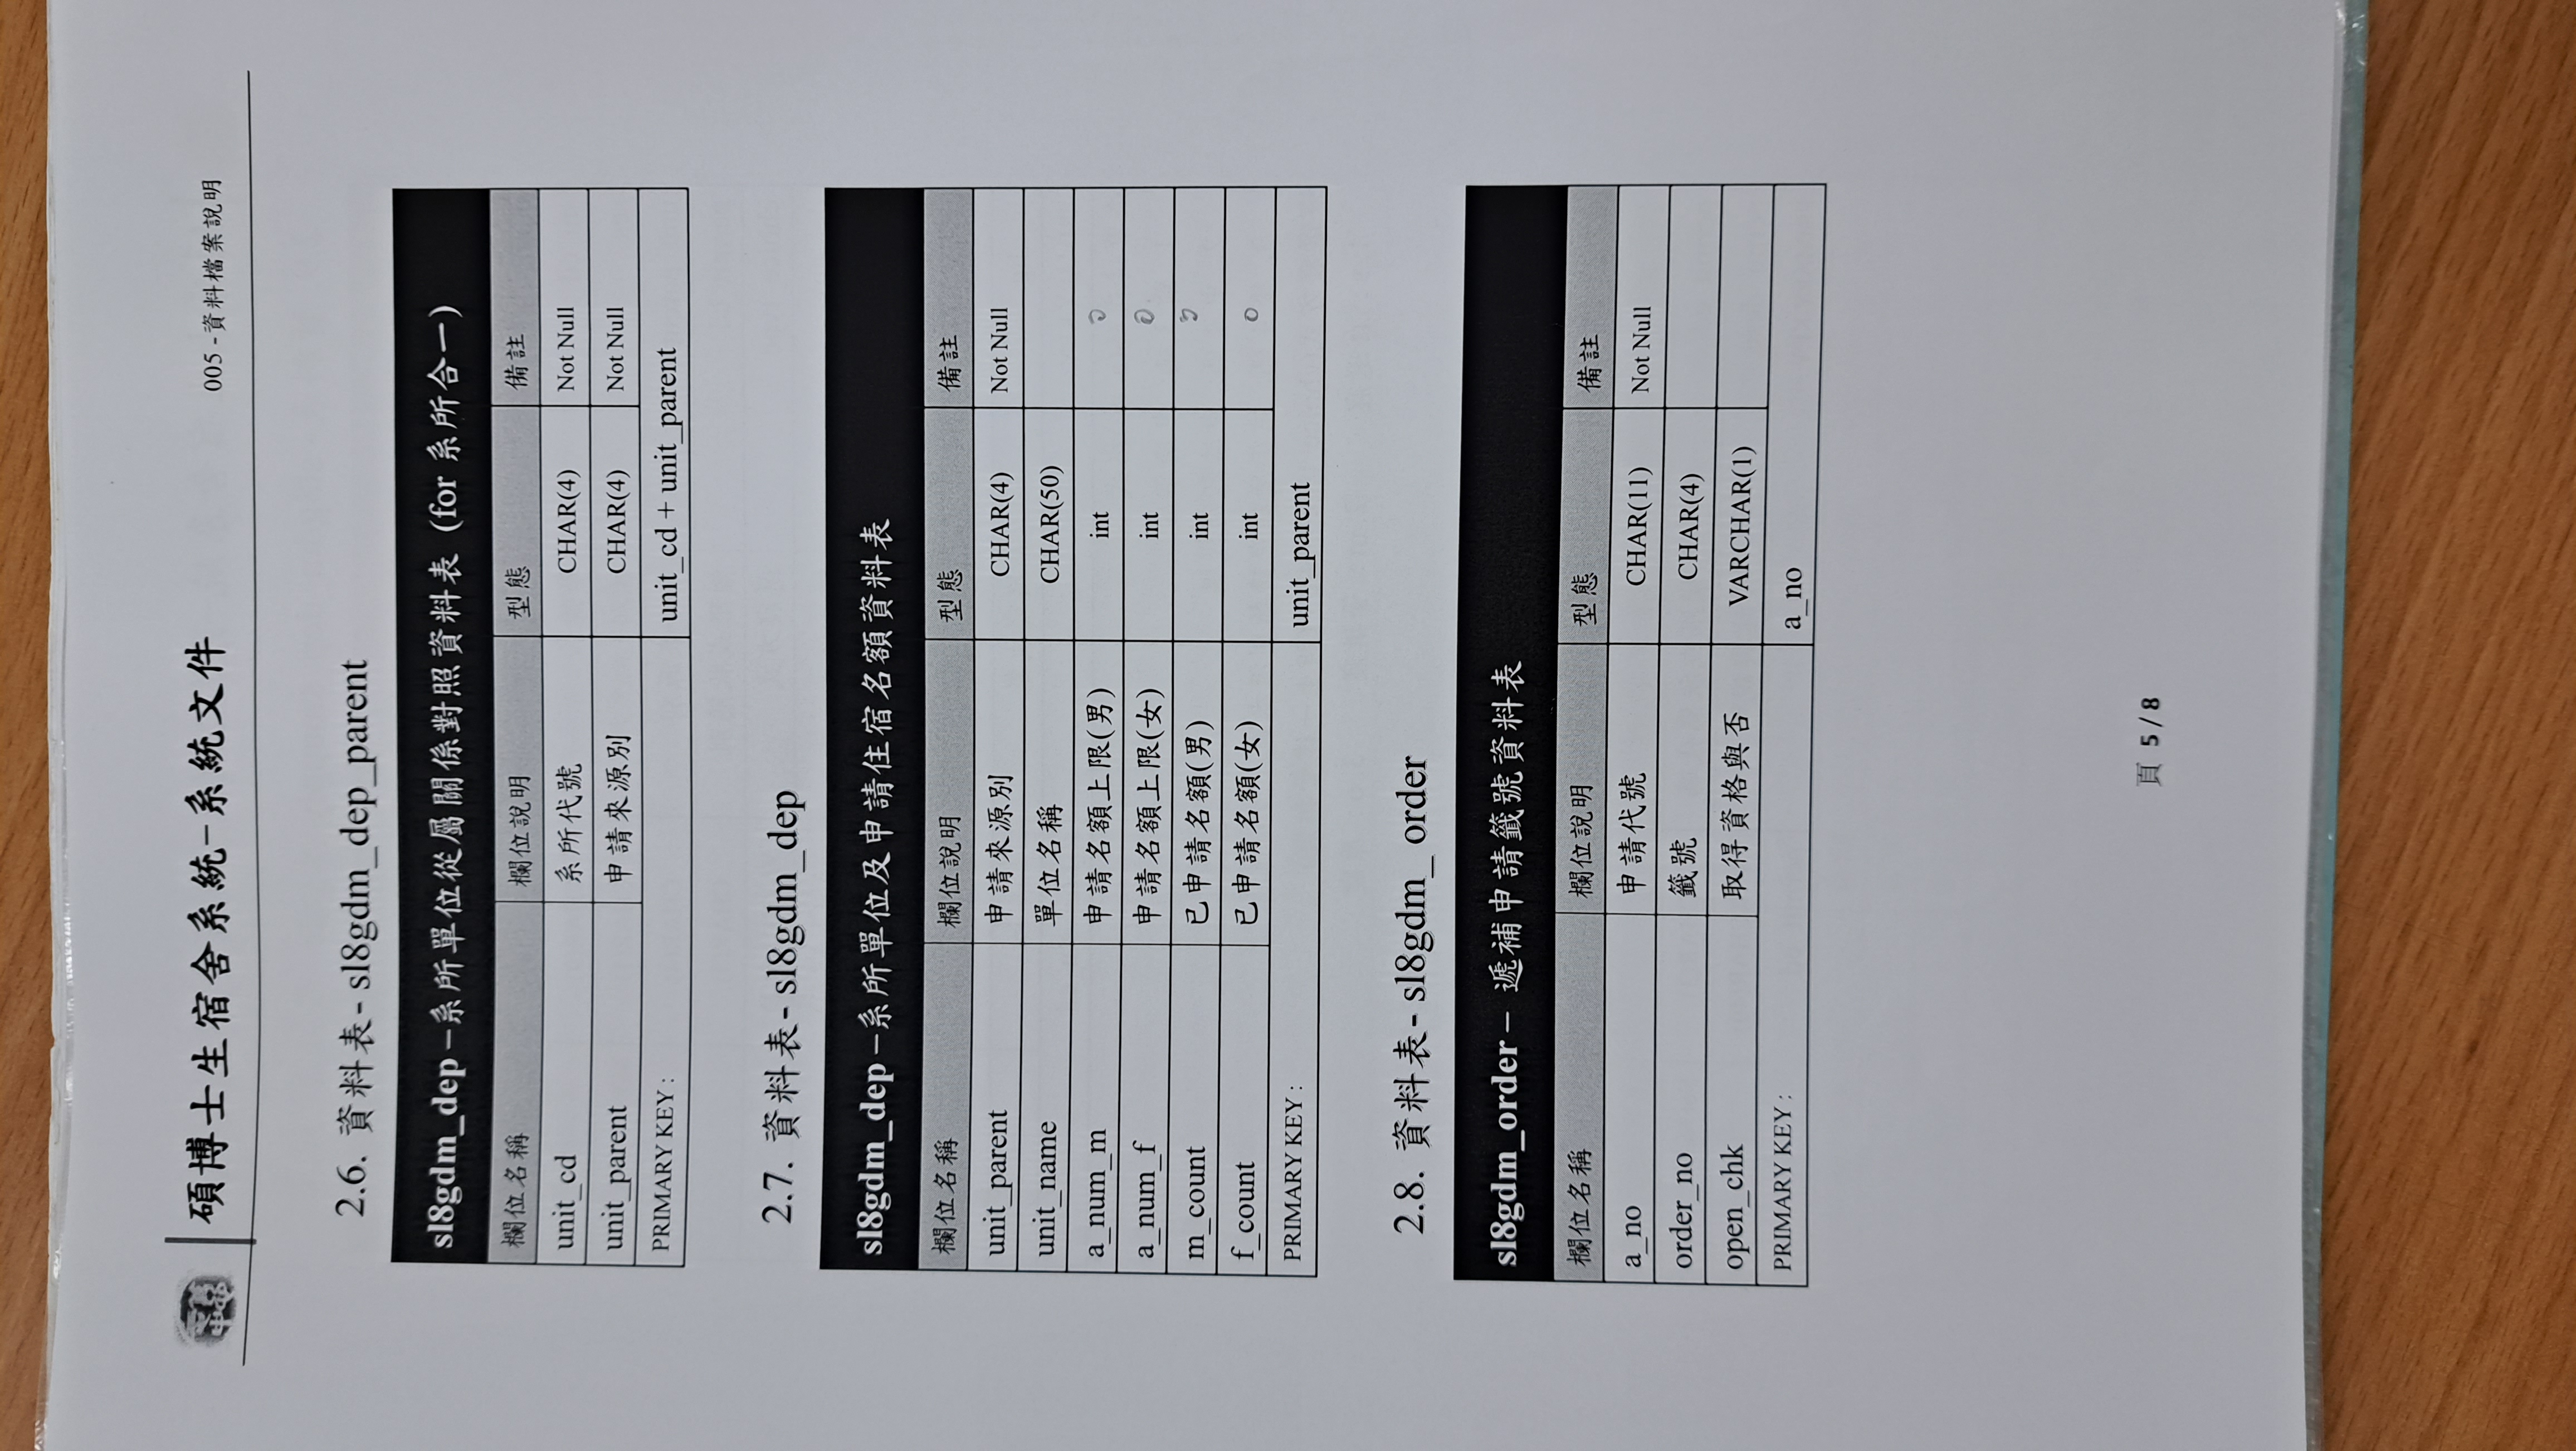 碩博士生宿舍系統-系統文件
005 -資料檔案說明
2.6. 資料表- sl8gdm_dep_parent
sl8gdm_dep –系所單位從屬關係對照資料表 (for 系所合一)
欄位名稱 欄位說明 型態 備註
unit_cd 系所代號 CHAR(4) Not Null
unit_parent 申請來源別 CHAR(4) Not Null
PRIMARY KEY : unit_cd + unit_parent
2.7. 資料表- sl8gdm_dep
sl8gdm_dep –系所單位及申請住宿名額資料表
欄位名稱 欄位說明 型態 備註
unit_parent 申請來源別 CHAR(4) Not Null
unit_name 單位名稱 CHAR(50)
a_num_m 申請名額上限(男) int
a_num_f 申請名額上限(女) int
m_count 已申請名額(男) int
f_count 已申請名額(女) int 0
PRIMARY KEY : unit_parent
2.8. 資料表- sl8gdm_ order
sl8gdm_order – 遞補申請籤號資料表
欄位名稱 欄位說明 型態 備註
a_no 申請代號 CHAR(11) Not Null
order_no 籤號 CHAR(4)
open_chk 取得資格與否 VARCHAR(1)
PRIMARY KEY : a_no
頁 5 / 8